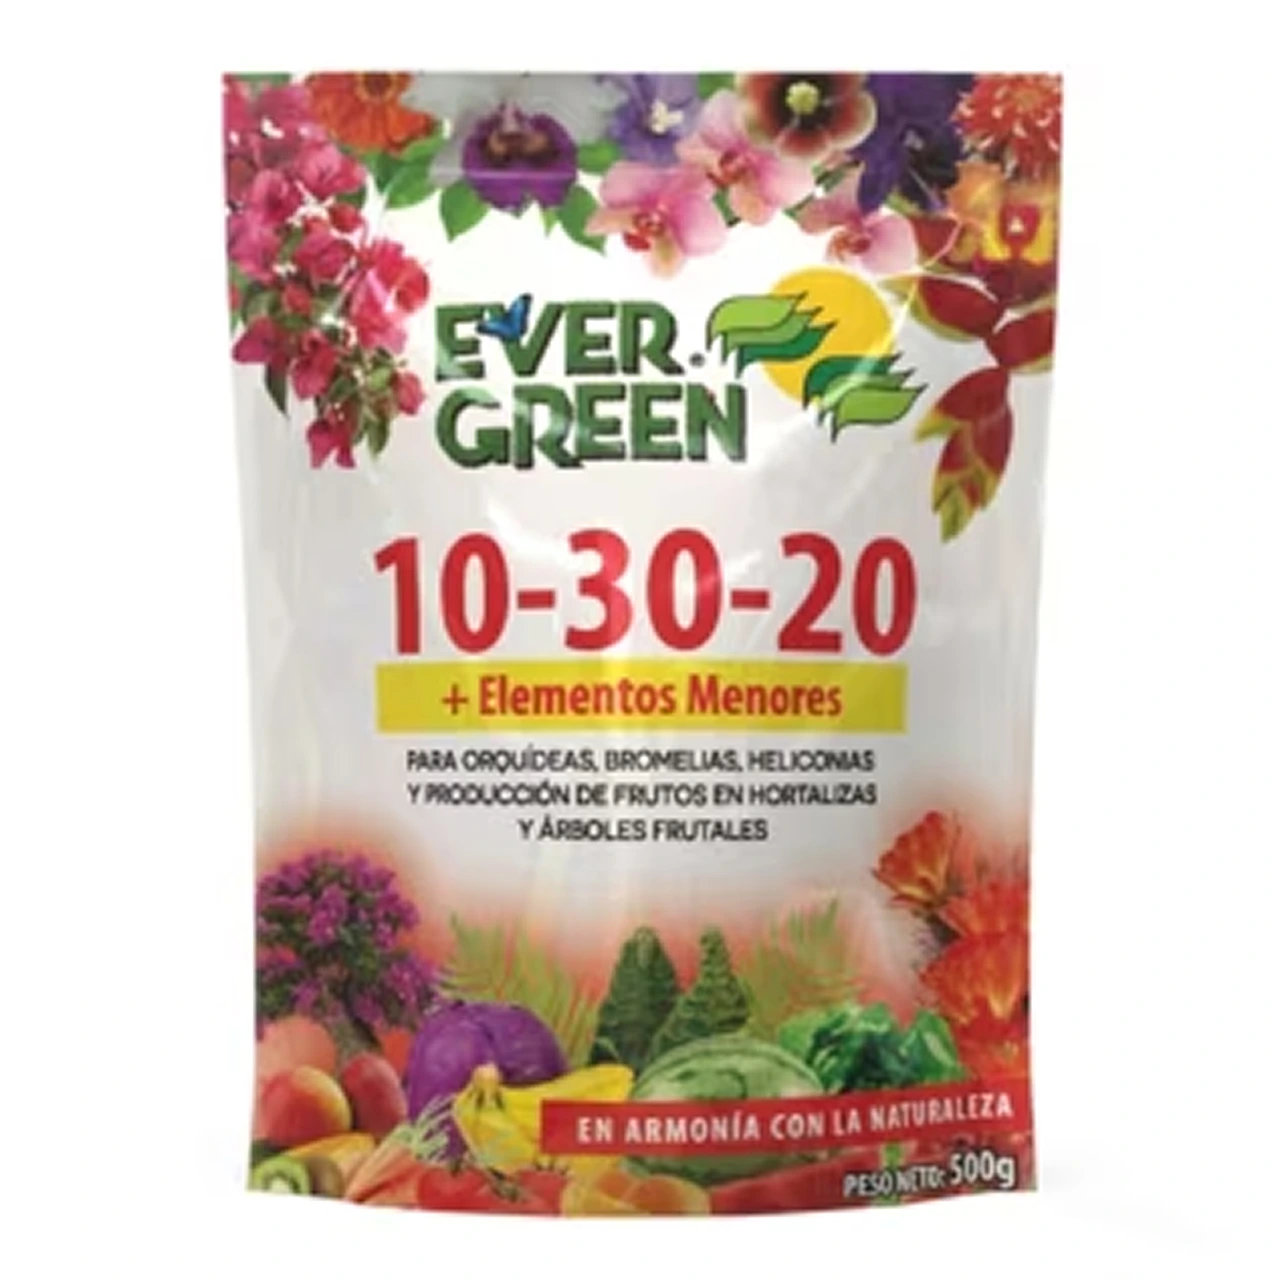 EVER
GREEN
10-30-20
+ Elementos Menores
PARA ORQUÍDEAS, BROMELIAS, HELICONIAS
Y PRODUCCIÓN DE FRUTOS EN HORTALIZAS
Y ÁRBOLES FRUTALES
EN ARMONÍA CON LA NATURALEZA
PESO NETO: 500g